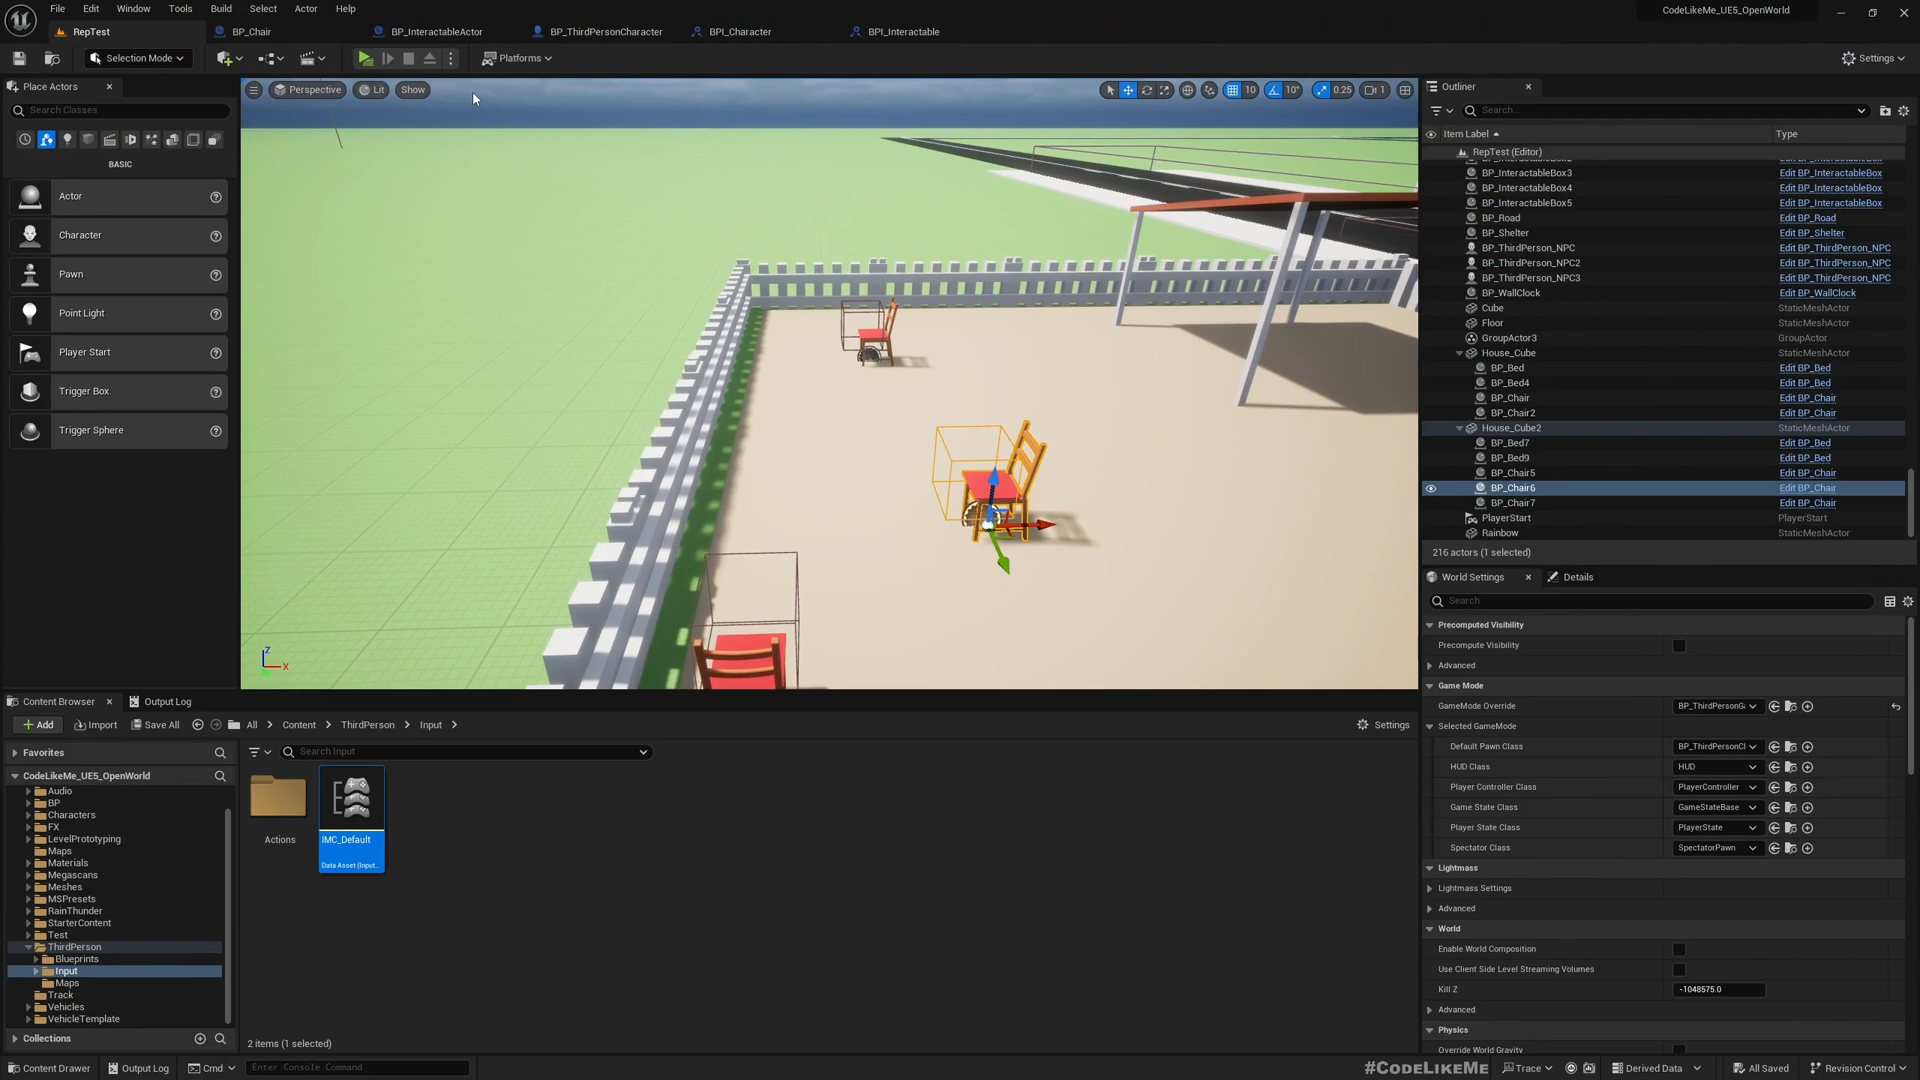 File Edit Window Tools Build Select Actor Help
CodeLikeMe_UE5_OpenWorld
RepTest BP_Chair BP_InteractableActor BP_ThirdPersonCharacter BPI_Character BPI_Interactable
Selection Mode Platforms Settings
Place Actors
Search Classes
BASIC
Actor
Character
Pawn
Point Light
Player Start
Trigger Box
Trigger Sphere
Perspective Lit Show
10 10° 0.25 1
Z
X
Outliner
Search...
Item Label Type
RepTest (Editor)
BP_InteractableBox3 Edit BP_InteractableBox
BP_InteractableBox4 Edit BP_InteractableBox
BP_InteractableBox5 Edit BP_InteractableBox
BP_Road Edit BP_Road
BP_Shelter Edit BP_Shelter
BP_ThirdPerson_NPC Edit BP_ThirdPerson_NPC
BP_ThirdPerson_NPC2 Edit BP_ThirdPerson_NPC
BP_ThirdPerson_NPC3 Edit BP_ThirdPerson_NPC
BP_WallClock Edit BP_WallClock
Cube StaticMeshActor
Floor StaticMeshActor
GroupActor3 GroupActor
House_Cube StaticMeshActor
BP_Bed Edit BP_Bed
BP_Bed4 Edit BP_Bed
BP_Chair Edit BP_Chair
BP_Chair2 Edit BP_Chair
House_Cube2 StaticMeshActor
BP_Bed7 Edit BP_Bed
BP_Bed9 Edit BP_Bed
BP_Chair5 Edit BP_Chair
BP_Chair6 Edit BP_Chair
BP_Chair7 Edit BP_Chair
PlayerStart PlayerStart
Rainbow StaticMeshActor
216 actors (1 selected)
World Settings Details
Search
Precomputed Visibility
Precompute Visibility
Advanced
Game Mode
GameMode Override BP_ThirdPersonG
Selected GameMode
Default Pawn Class BP_ThirdPersonCl
HUD Class HUD
Player Controller Class PlayerController
Game State Class GameStateBase
Player State Class PlayerState
Spectator Class SpectatorPawn
Lightmass
Lightmass Settings
Advanced
World
Enable World Composition
Use Client Side Level Streaming Volumes
Kill Z -1048575.0
Advanced
Physics
Override World Gravity
Content Browser Output Log
Add Import Save All All Content ThirdPerson Input Settings
Favorites
Search Input
CodeLikeMe_UE5_OpenWorld
Audio
BP
Characters
FX
LevelPrototyping
Maps
Materials
Megascans
Meshes
MSPresets
RainThunder
StarterContent
Test
ThirdPerson
Blueprints
Input
Maps
Track
Vehicles
VehicleTemplate
Collections
Actions
IMC_Default
Data Asset (Input...
2 items (1 selected)
Content Drawer Output Log Cmd Enter Console Command #CodeLikeMe Trace Derived Data All Saved Revision Control